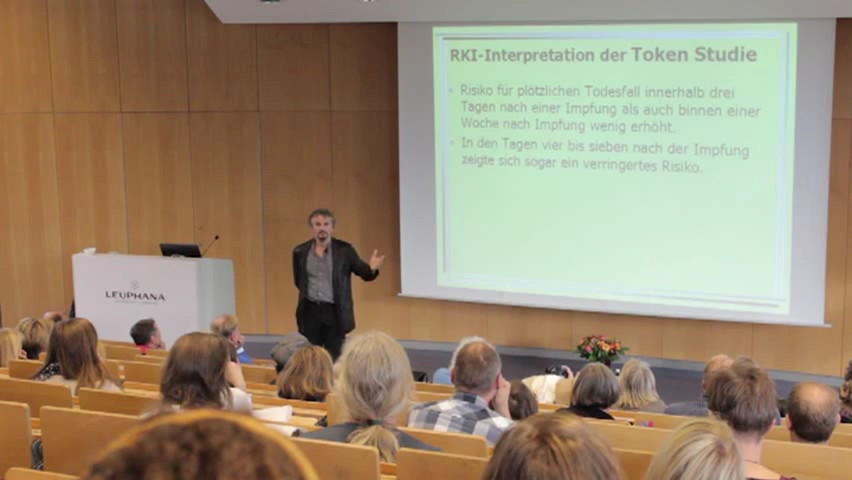 RKI-Interpretation der Token Studie
Risiko für plötzlichen Todesfall innerhalb drei
Tagen nach einer Impfung als auch binnen einer
Woche nach Impfung wenig erhöht.
In den Tagen vier bis sieben nach der Impfung
zeigte sich sogar ein verringertes Risiko.
LEUPHANA